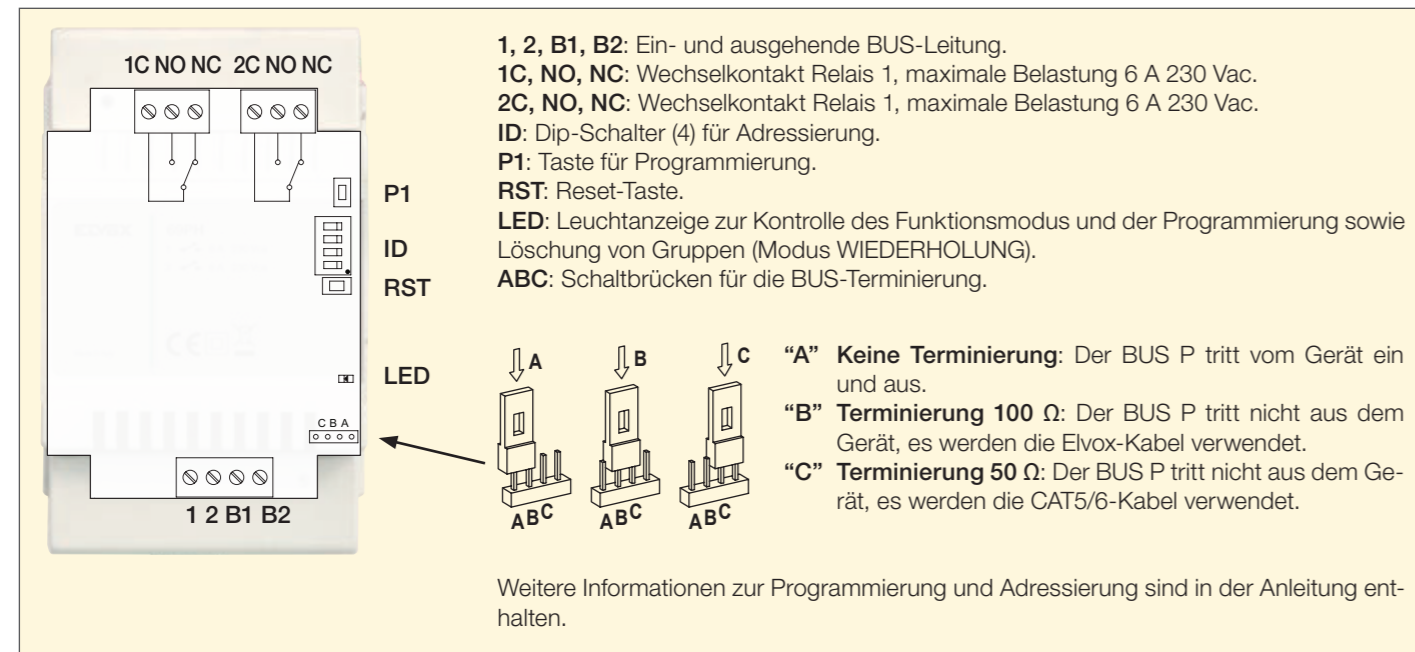 1C NO NC 2C NO NC
P1
ID
RST
LED
C B A
1 2 B1 B2
1, 2, B1, B2: Ein- und ausgehende BUS-Leitung.
1C, NO, NC: Wechselkontakt Relais 1, maximale Belastung 6 A 230 Vac.
2C, NO, NC: Wechselkontakt Relais 1, maximale Belastung 6 A 230 Vac.
ID: Dip-Schalter (4) für Adressierung.
P1: Taste für Programmierung.
RST: Reset-Taste.
LED: Leuchtanzeige zur Kontrolle des Funktionsmodus und der Programmierung sowie
Löschung von Gruppen (Modus WIEDERHOLUNG).
ABC: Schaltbrücken für die BUS-Terminierung.
A
B
C
ABC
ABC
ABC
“A” Keine Terminierung: Der BUS P tritt vom Gerät ein
und aus.
“B” Terminierung 100 Ω: Der BUS P tritt nicht aus dem
Gerät, es werden die Elvox-Kabel verwendet.
“C” Terminierung 50 Ω: Der BUS P tritt nicht aus dem Ge-
rät, es werden die CAT5/6-Kabel verwendet.
Weitere Informationen zur Programmierung und Adressierung sind in der Anleitung ent-
halten.